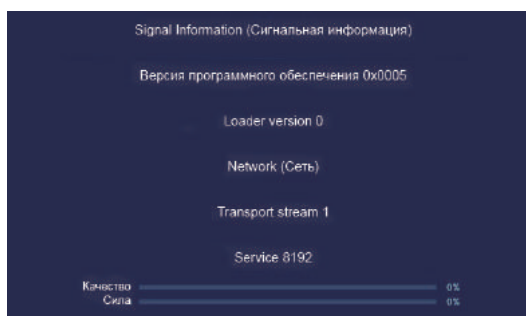 Signal Information (Сигнальная информация)
Версия программного обеспечения 0x0005
Loader version 0
Network (Сеть)
Transport stream 1
Service 8192
Качество 0%
Сила 0%